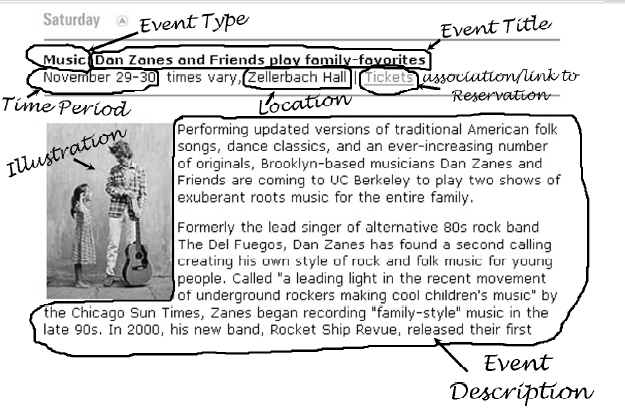 Saturday
Event Type
Event Title
Music: Dan Zanes and Friends play family-favorites
November 29-30 times vary, Zellerbach Hall | Tickets
association/link to
Reservation
Time Period
Location
Illustration
Performing updated versions of traditional American folk
songs, dance classics, and an ever-increasing number
of originals, Brooklyn-based musicians Dan Zanes and
Friends are coming to UC Berkeley to play two shows of
exuberant roots music for the entire family.
Formerly the lead singer of alternative 80s rock band
The Del Fuegos, Dan Zanes has found a second calling
creating his own style of rock and folk music for young
people. Called "a leading light in the recent movement
of underground rockers making cool children's music" by
the Chicago Sun Times, Zanes began recording "family-style" music in the
late 90s. In 2000, his new band, Rocket Ship Revue, released their first
Event
Description